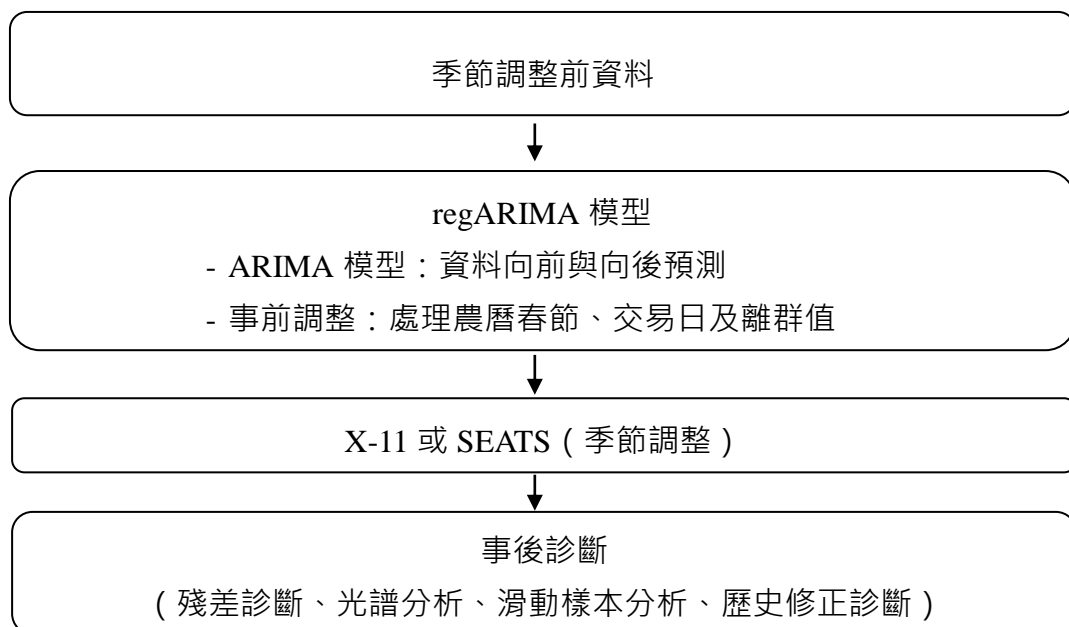 季節調整前資料
regARIMA 模型
- ARIMA 模型：資料向前與向後預測
- 事前調整：處理農曆春節、交易日及離群值
X-11 或 SEATS（季節調整）
事後診斷
（殘差診斷、光譜分析、滑動樣本分析、歷史修正診斷）